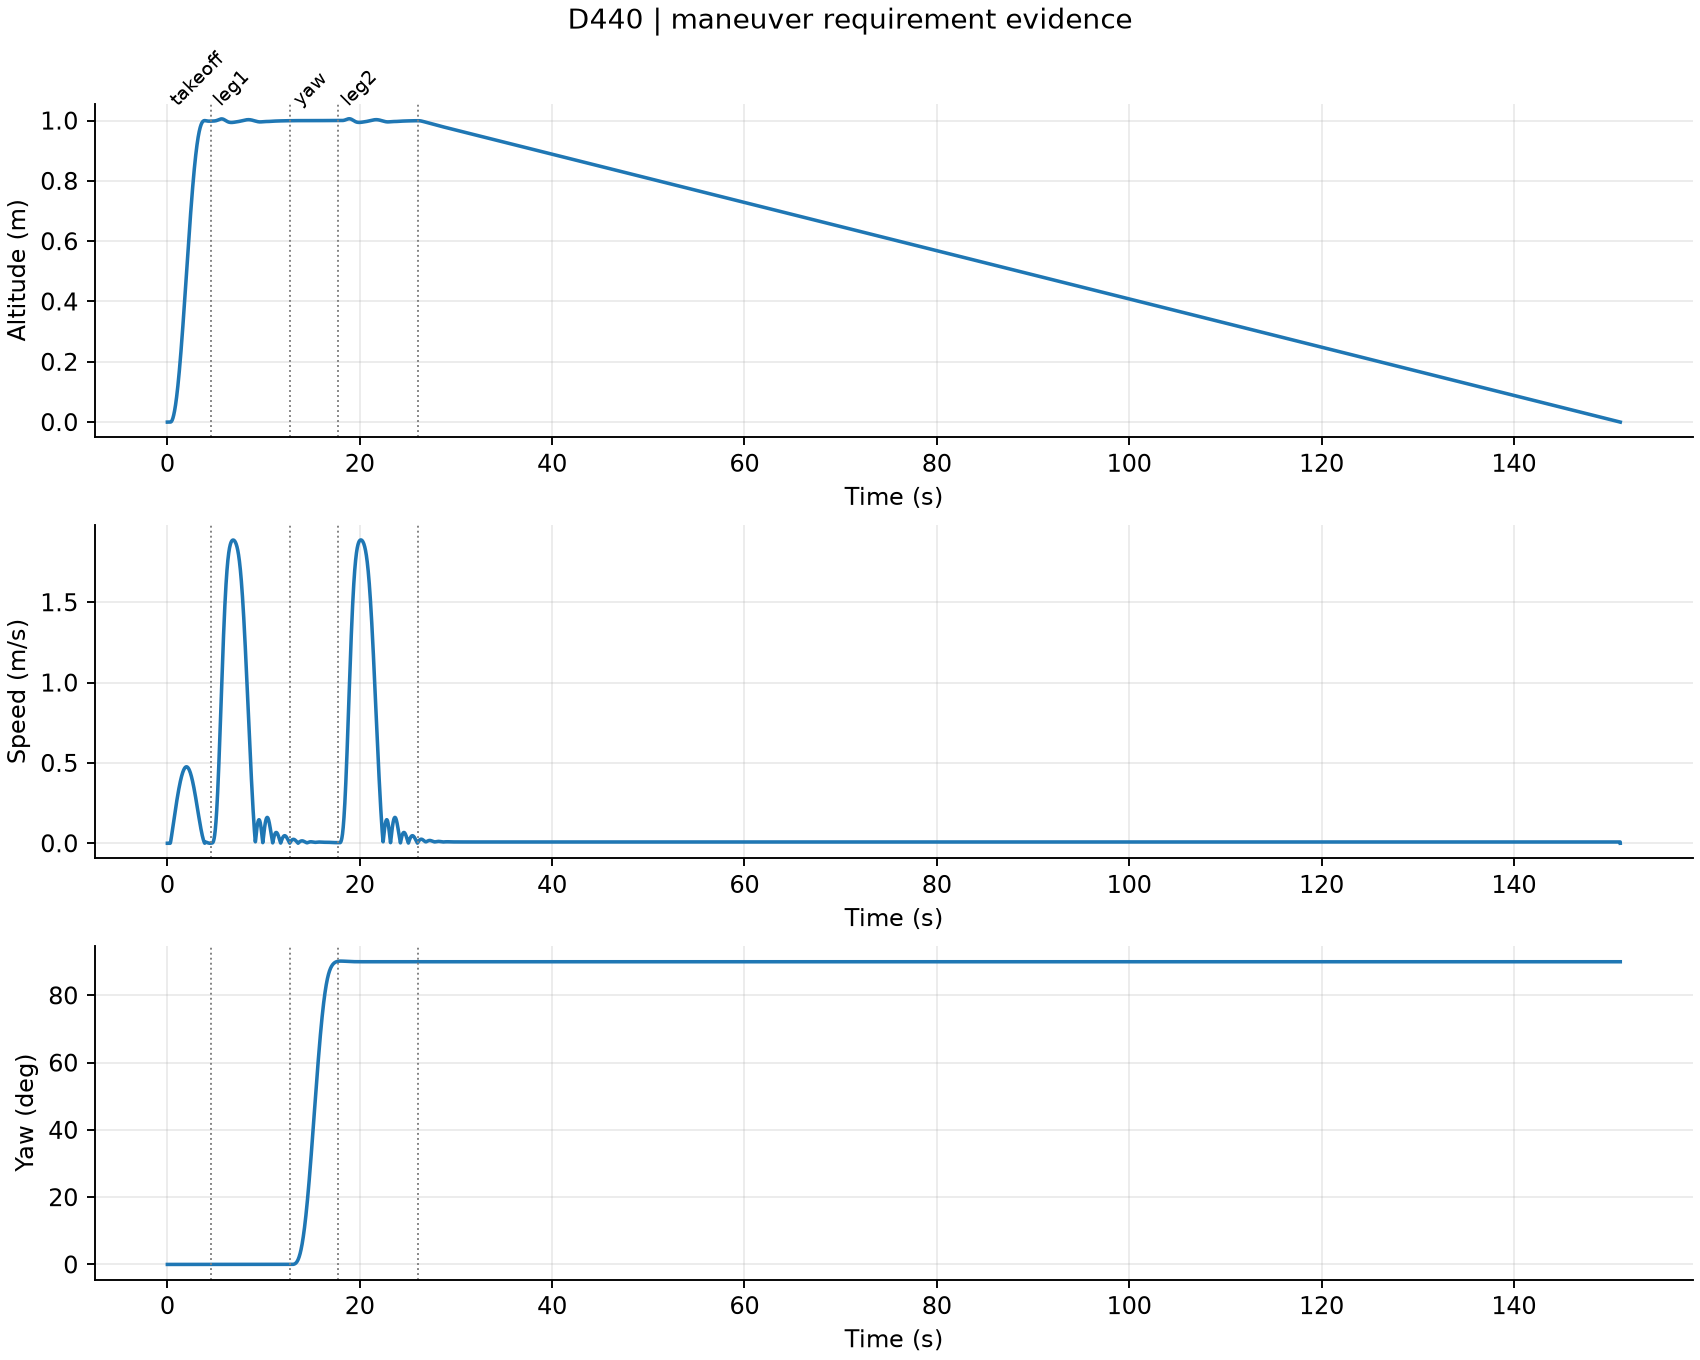 D440 | maneuver requirement evidence
takeoff leg1 yaw leg2
Altitude (m)
1.0
0.8
0.6
0.4
0.2
0.0
0 20 40 60 80 100 120 140
Time (s)
Speed (m/s)
1.5
1.0
0.5
0.0
0 20 40 60 80 100 120 140
Time (s)
Yaw (deg)
80
60
40
20
0
0 20 40 60 80 100 120 140
Time (s)